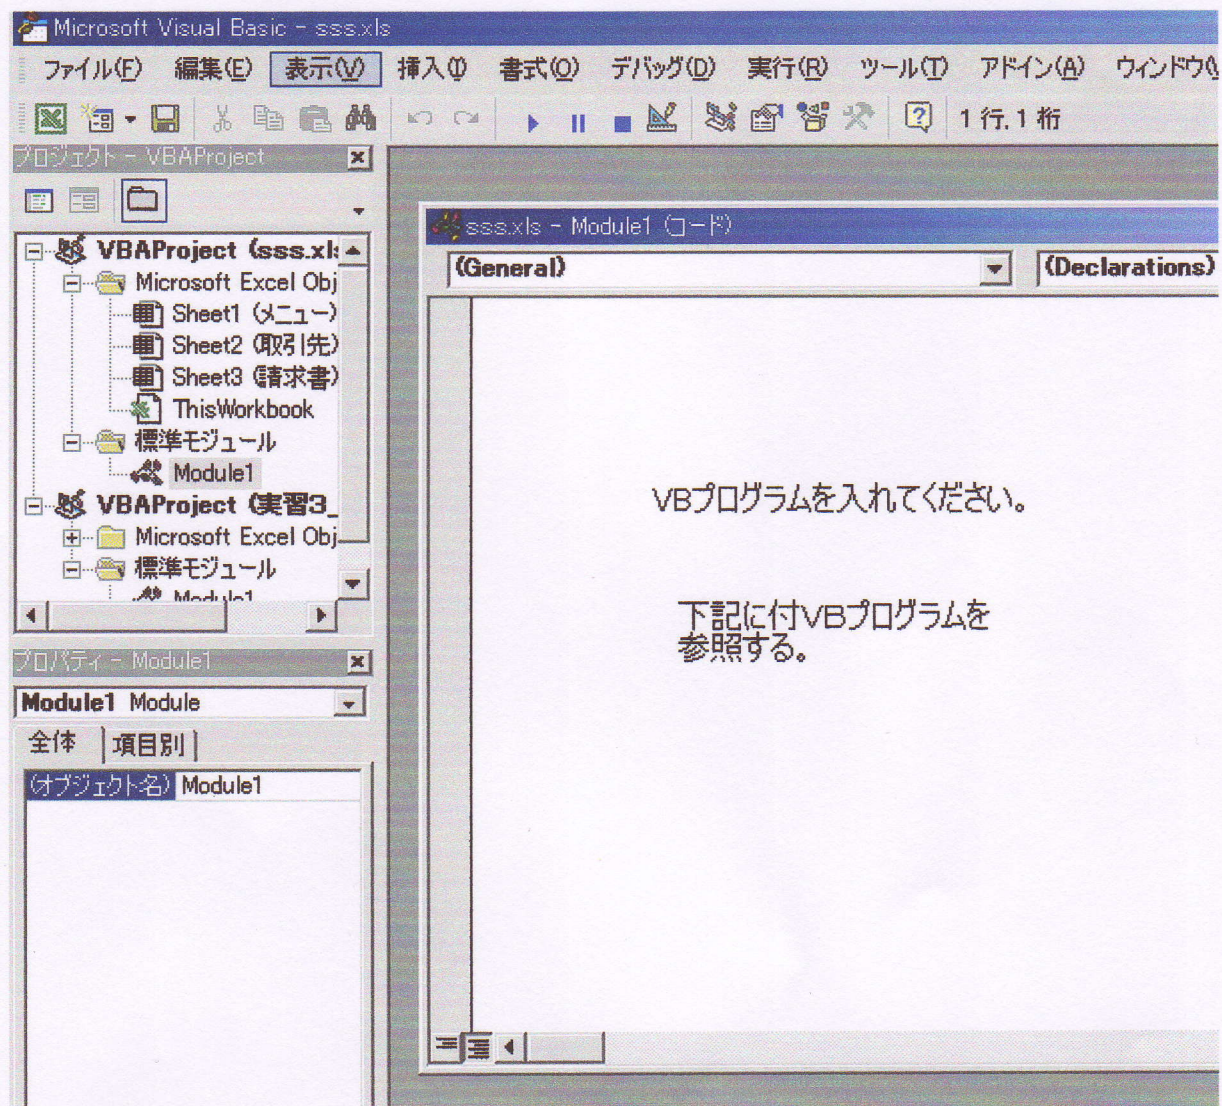 Microsoft Visual Basic - sss.xls
ファイル(F) 編集(E) 表示(V) 挿入(I) 書式(O) デバッグ(D) 実行(R) ツール(T) アドイン(A) ウィンドウ(
1 行, 1 桁
プロジェクト - VBAProject
VBAProject (sss.xls
Microsoft Excel Obj
Sheet1 (メニュー)
Sheet2 (取引先)
Sheet3 (請求書)
ThisWorkbook
標準モジュール
Module1
VBAProject (実習3_
Microsoft Excel Obj
標準モジュール
Module1
プロパティ - Module1
Module1 Module
全体 項目別
(オブジェクト名) Module1
sss.xls - Module1 (コード)
(General) (Declarations)
VBプログラムを入れてください。
下記に付VBプログラムを
参照する。